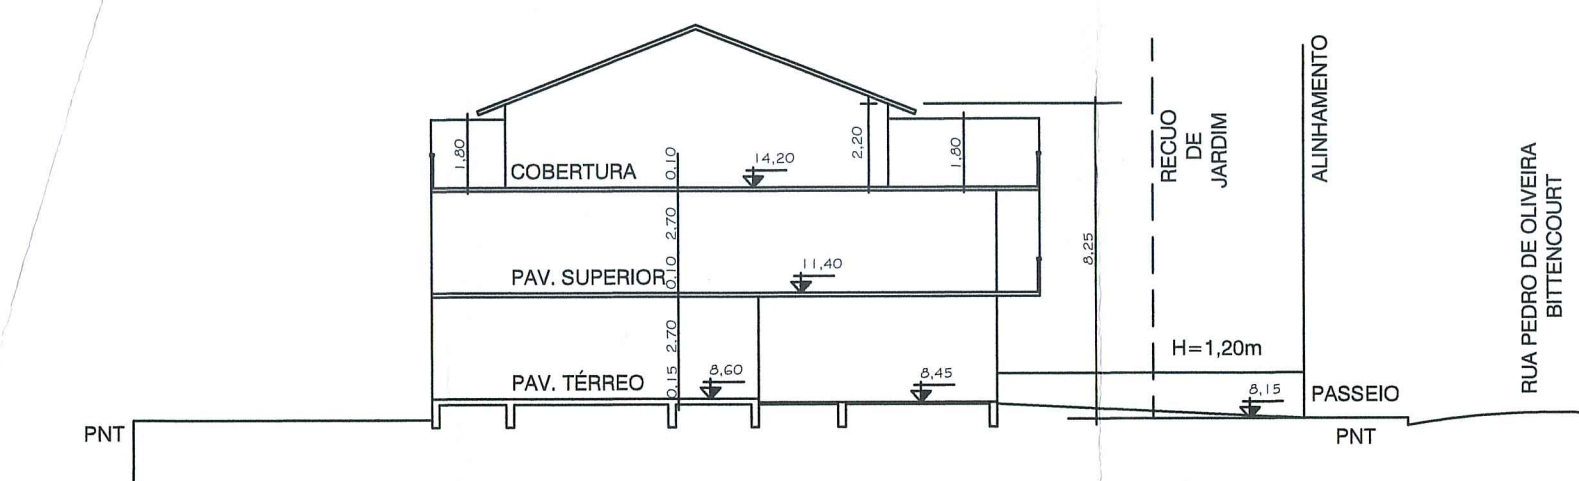 1,80
COBERTURA
0,10
14,20
2,20
1,80
RECUO
DE
JARDIM
ALINHAMENTO
2,70
8,25
PAV. SUPERIOR
0,10
11,40
RUA PEDRO DE OLIVEIRA
BITTENCOURT
2,70
H=1,20m
PAV. TÉRREO
0,15
8,60
8,45
8,15
PASSEIO
PNT
PNT